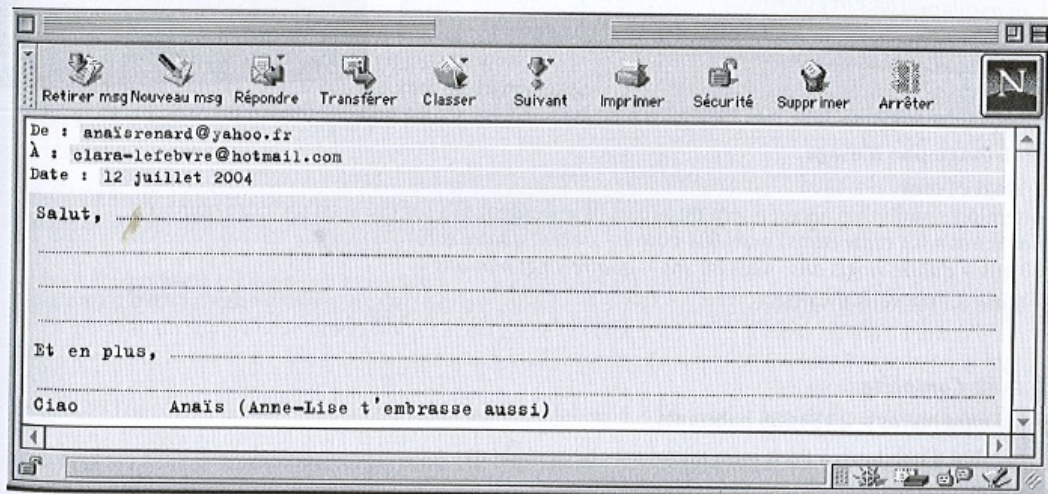 Retirer msg Nouveau msg Répondre Transférer Classer Suivant Imprimer Sécurité Supprimer Arrêter
N
De : anaïsrenard@yahoo.fr
À : clara-lefebvre@hotmail.com
Date : 12 juillet 2004
Salut,
Et en plus,
Ciao Anaïs (Anne-Lise t'embrasse aussi)